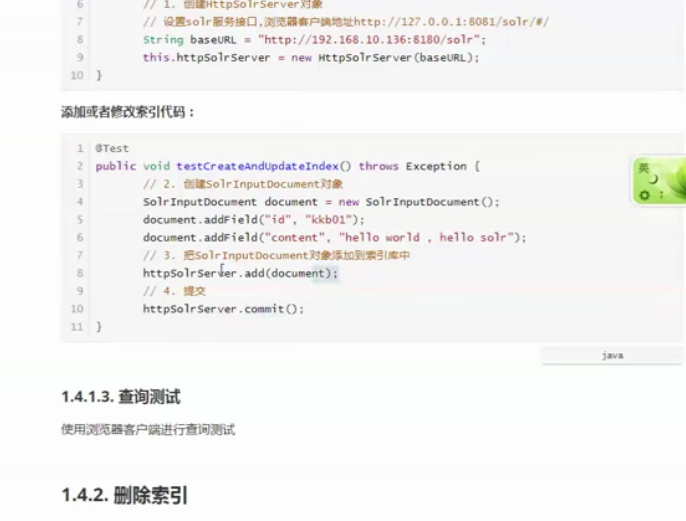 6 // 1. 创建HttpSolrServer对象
7 // 设置solr服务接口,浏览器客户端地址http://127.0.0.1:8081/solr/#/
8 String baseURL = "http://192.168.10.136:8180/solr";
9 this.httpSolrServer = new HttpSolrServer(baseURL);
10 }
添加或者修改索引代码：
1 @Test
2 public void testCreateAndUpdateIndex() throws Exception {
3 // 2. 创建SolrInputDocument对象
4 SolrInputDocument document = new SolrInputDocument();
5 document.addField("id", "kkb01");
6 document.addField("content", "hello world , hello solr");
7 // 3. 把SolrInputDocument对象添加到索引库中
8 httpSolrServer.add(document);
9 // 4. 提交
10 httpSolrServer.commit();
11 }
英
java
1.4.1.3. 查询测试
使用浏览器客户端进行查询测试
1.4.2. 删除索引